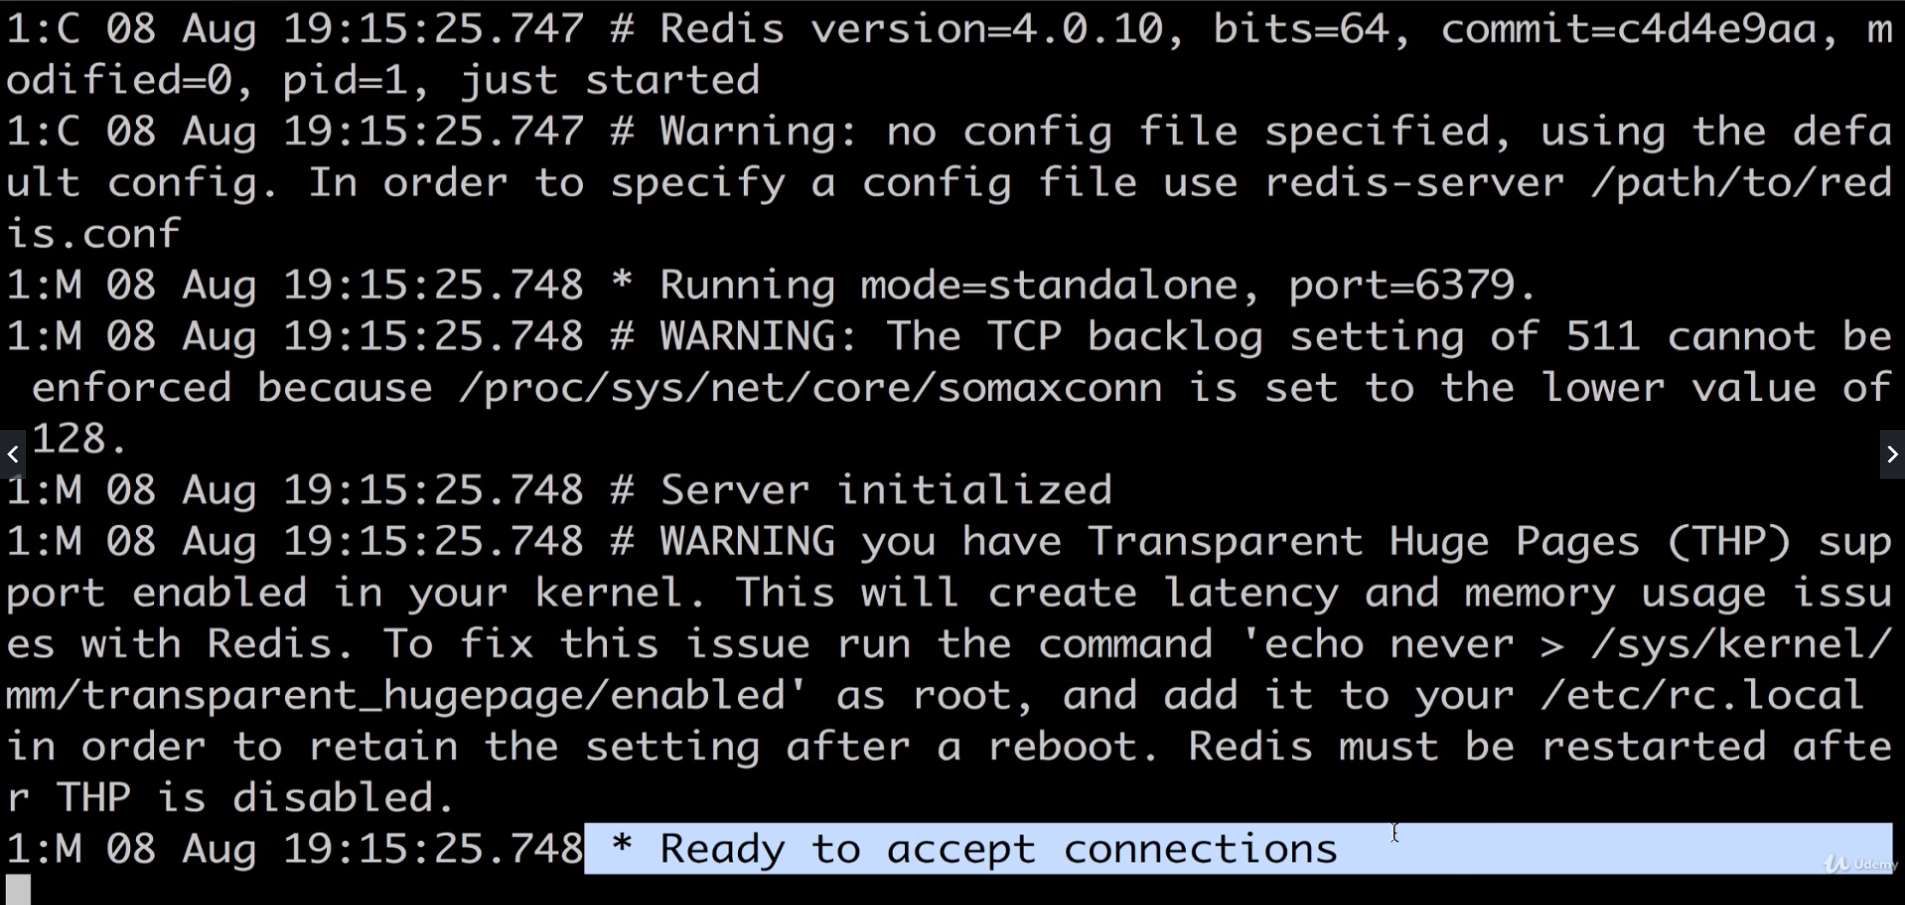 1:C 08 Aug 19:15:25.747 # Redis version=4.0.10, bits=64, commit=c4d4e9aa, m
odified=0, pid=1, just started
1:C 08 Aug 19:15:25.747 # Warning: no config file specified, using the defa
ult config. In order to specify a config file use redis-server /path/to/red
is.conf
1:M 08 Aug 19:15:25.748 * Running mode=standalone, port=6379.
1:M 08 Aug 19:15:25.748 # WARNING: The TCP backlog setting of 511 cannot be
 enforced because /proc/sys/net/core/somaxconn is set to the lower value of
 128.
1:M 08 Aug 19:15:25.748 # Server initialized
1:M 08 Aug 19:15:25.748 # WARNING you have Transparent Huge Pages (THP) sup
port enabled in your kernel. This will create latency and memory usage issu
es with Redis. To fix this issue run the command 'echo never > /sys/kernel/
mm/transparent_hugepage/enabled' as root, and add it to your /etc/rc.local
in order to retain the setting after a reboot. Redis must be restarted afte
r THP is disabled.
1:M 08 Aug 19:15:25.748 * Ready to accept connections
Udemy